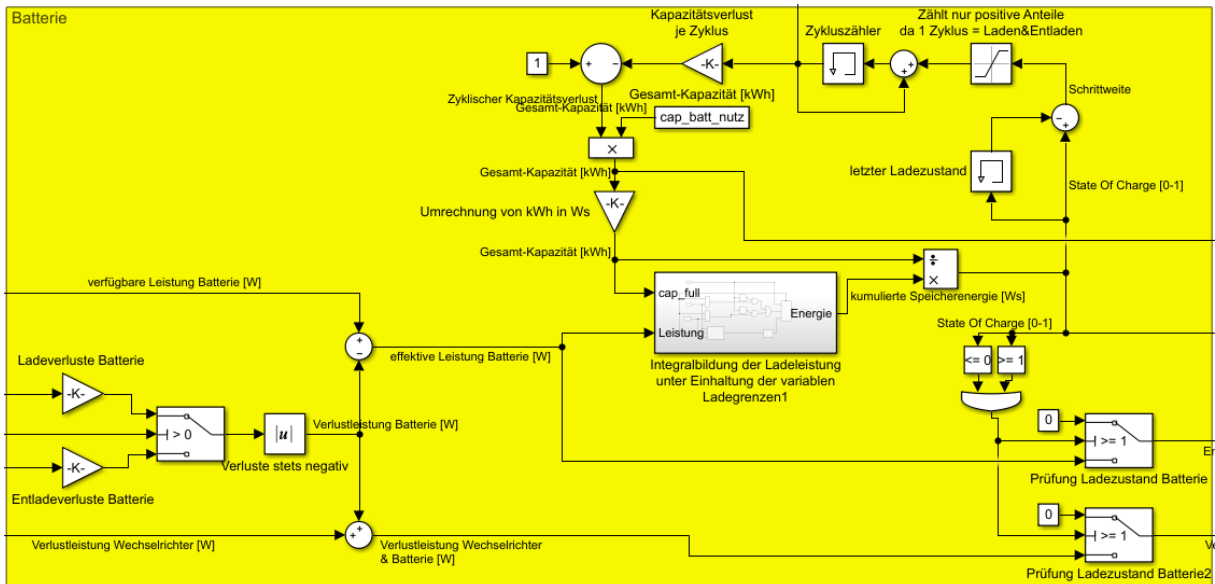 Batterie
Kapazitätsverlust
je Zyklus
Zykluszähler
Zählt nur positive Anteile
da 1 Zyklus = Laden&Entladen
1
+
-
-K-
+
+
Schrittweite
Zyklischer Kapazitätsverlust
Gesamt-Kapazität [kWh]
Gesamt-Kapazität [kWh]
cap_batt_nutz
-
+
×
letzter Ladezustand
State Of Charge [0-1]
Gesamt-Kapazität [kWh]
-K-
Umrechnung von kWh in Ws
Gesamt-Kapazität [kWh]
÷
×
verfügbare Leistung Batterie [W]
cap_full
Energie
Leistung
kumulierte Speicherenergie [Ws]
State Of Charge [0-1]
+
-
effektive Leistung Batterie [W]
<= 0
>= 1
Integralbildung der Ladeleistung
unter Einhaltung der variablen
Ladegrenzen1
Ladeverluste Batterie
-K-
> 0
|u|
Verlustleistung Batterie [W]
Verluste stets negativ
-K-
Entladeverluste Batterie
0
>= 1
Prüfung Ladezustand Batterie
Verlustleistung Wechselrichter [W]
+
+
Verlustleistung Wechselrichter
& Batterie [W]
0
>= 1
Prüfung Ladezustand Batterie2